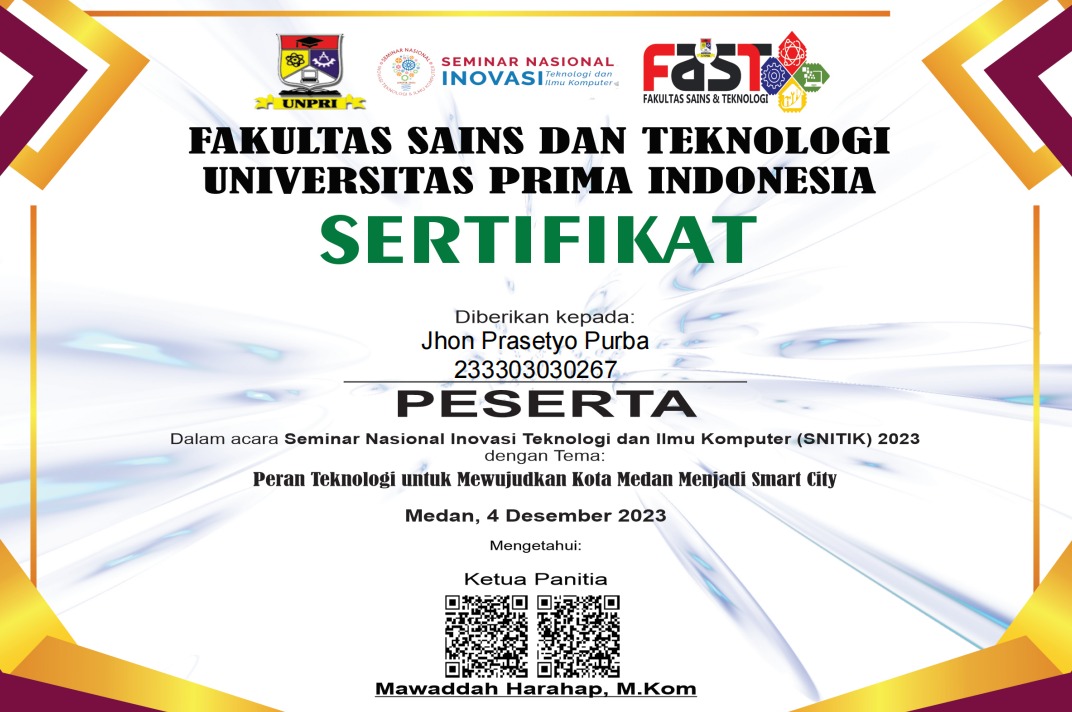 UNPRI
SEMINAR NASIONAL
INOVASI Teknologi dan
Ilmu Komputer
FAST
FAKULTAS SAINS & TEKNOLOGI
FAKULTAS SAINS DAN TEKNOLOGI
UNIVERSITAS PRIMA INDONESIA
SERTIFIKAT
Diberikan kepada:
Jhon Prasetyo Purba
233303030267
PESERTA
Dalam acara Seminar Nasional Inovasi Teknologi dan Ilmu Komputer (SNITIK) 2023
dengan Tema:
Peran Teknologi untuk Mewujudkan Kota Medan Menjadi Smart City
Medan, 4 Desember 2023
Mengetahui:
Ketua Panitia
Mawaddah Harahap, M.Kom